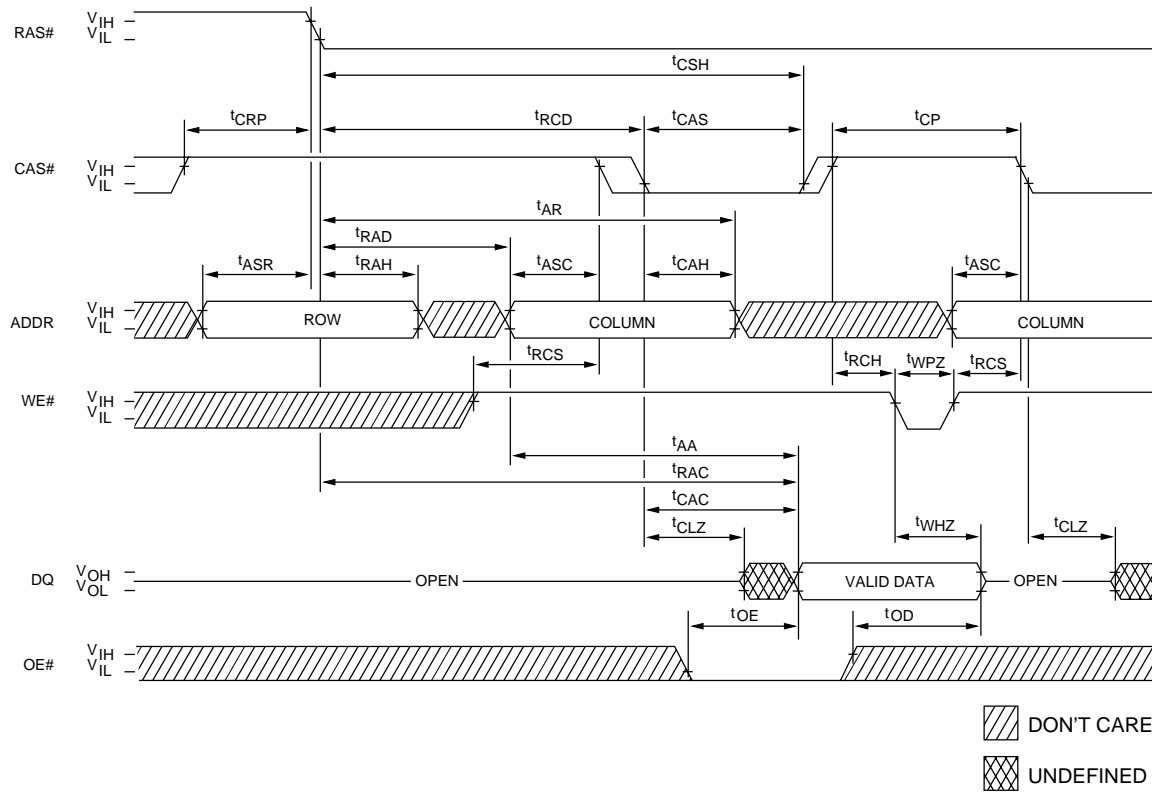 RAS# VIH VIL
tCSH
tCRP tRCD tCAS tCP
CAS# VIH VIL
tAR
tRAD
tASR tRAH tASC tCAH tASC
ADDR VIH VIL ROW COLUMN COLUMN
tRCS tRCH tWPZ tRCS
WE# VIH VIL
tAA
tRAC
tCAC
tCLZ tWHZ tCLZ
DQ VOH VOL OPEN VALID DATA OPEN
tOE tOD
OE# VIH VIL
DON'T CARE
UNDEFINED